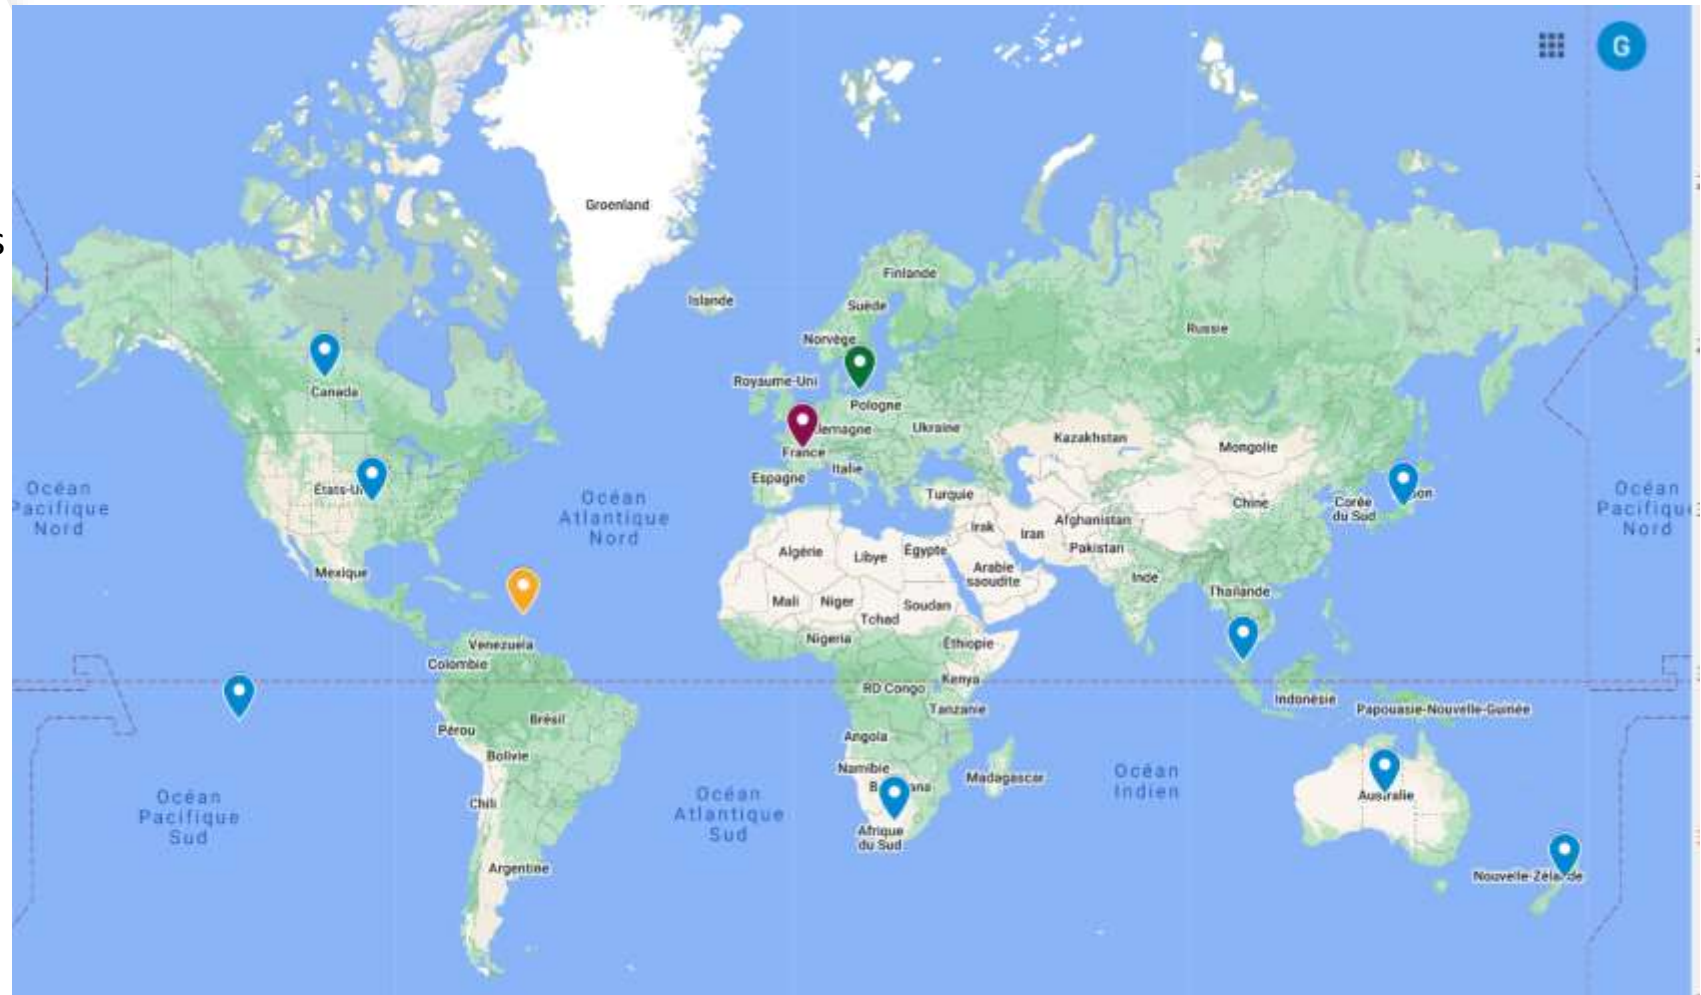 G
Groenland
s
Finlande
Islande
Suède
Russie
Norvège
Royaume-Uni
Canada
Pologne
Ukraine
Kazakhstan
Mongolie
France
Italie
Espagne
États-U
Turquie
Chine
Corée
du Sud
Océan
Pacifique
Nord
Océan
Atlantique
Nord
Océan
Pacifique
Nord
Afghanistan
Irak
Iran
Pakistan
Algérie
Libye
Égypte
Arabie
saoudite
Inde
Mexique
Thaïlande
Mali
Niger
Tchad
Soudan
Venezuela
Nigeria
Éthiopie
Colombie
Kenya
RD Congo
Indonésie
Tanzanie
Papouasie-Nouvelle-Guinée
Brésil
Pérou
Angola
Bolivie
Namibie
Madagascar
Océan
Indien
Australie
Océan
Pacifique
Sud
Chili
Océan
Atlantique
Sud
Afrique
du Sud
Argentine
Nouvelle-Zélande